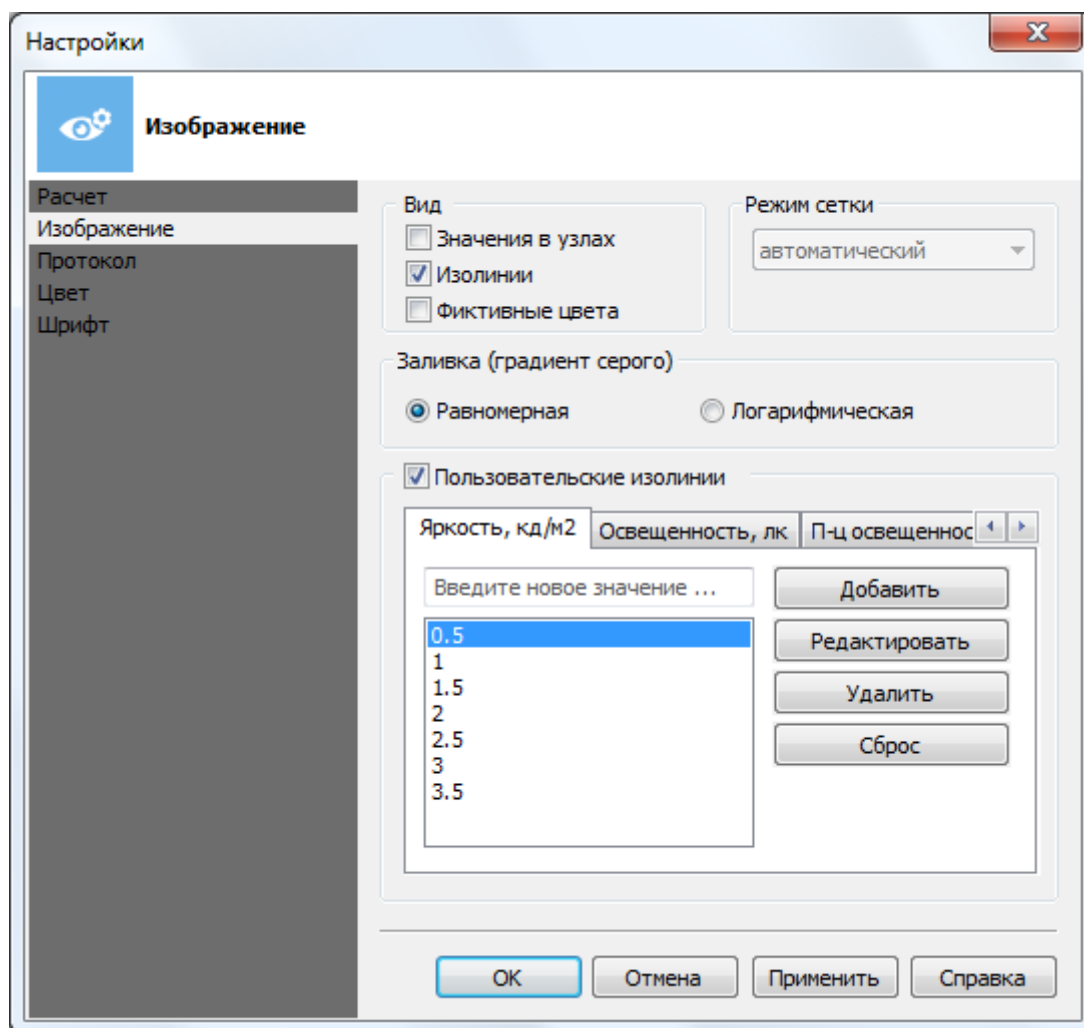 Настройки
Изображение
Расчет
Изображение
Протокол
Цвет
Шрифт
Вид
Значения в узлах
Изолинии
Фиктивные цвета
Режим сетки
автоматический
Заливка (градиент серого)
Равномерная
Логарифмическая
Пользовательские изолинии
Яркость, кд/м2
Освещенность, лк
П-ц освещеннос
Введите новое значение ...
0.5
1
1.5
2
2.5
3
3.5
Добавить
Редактировать
Удалить
Сброс
OK
Отмена
Применить
Справка